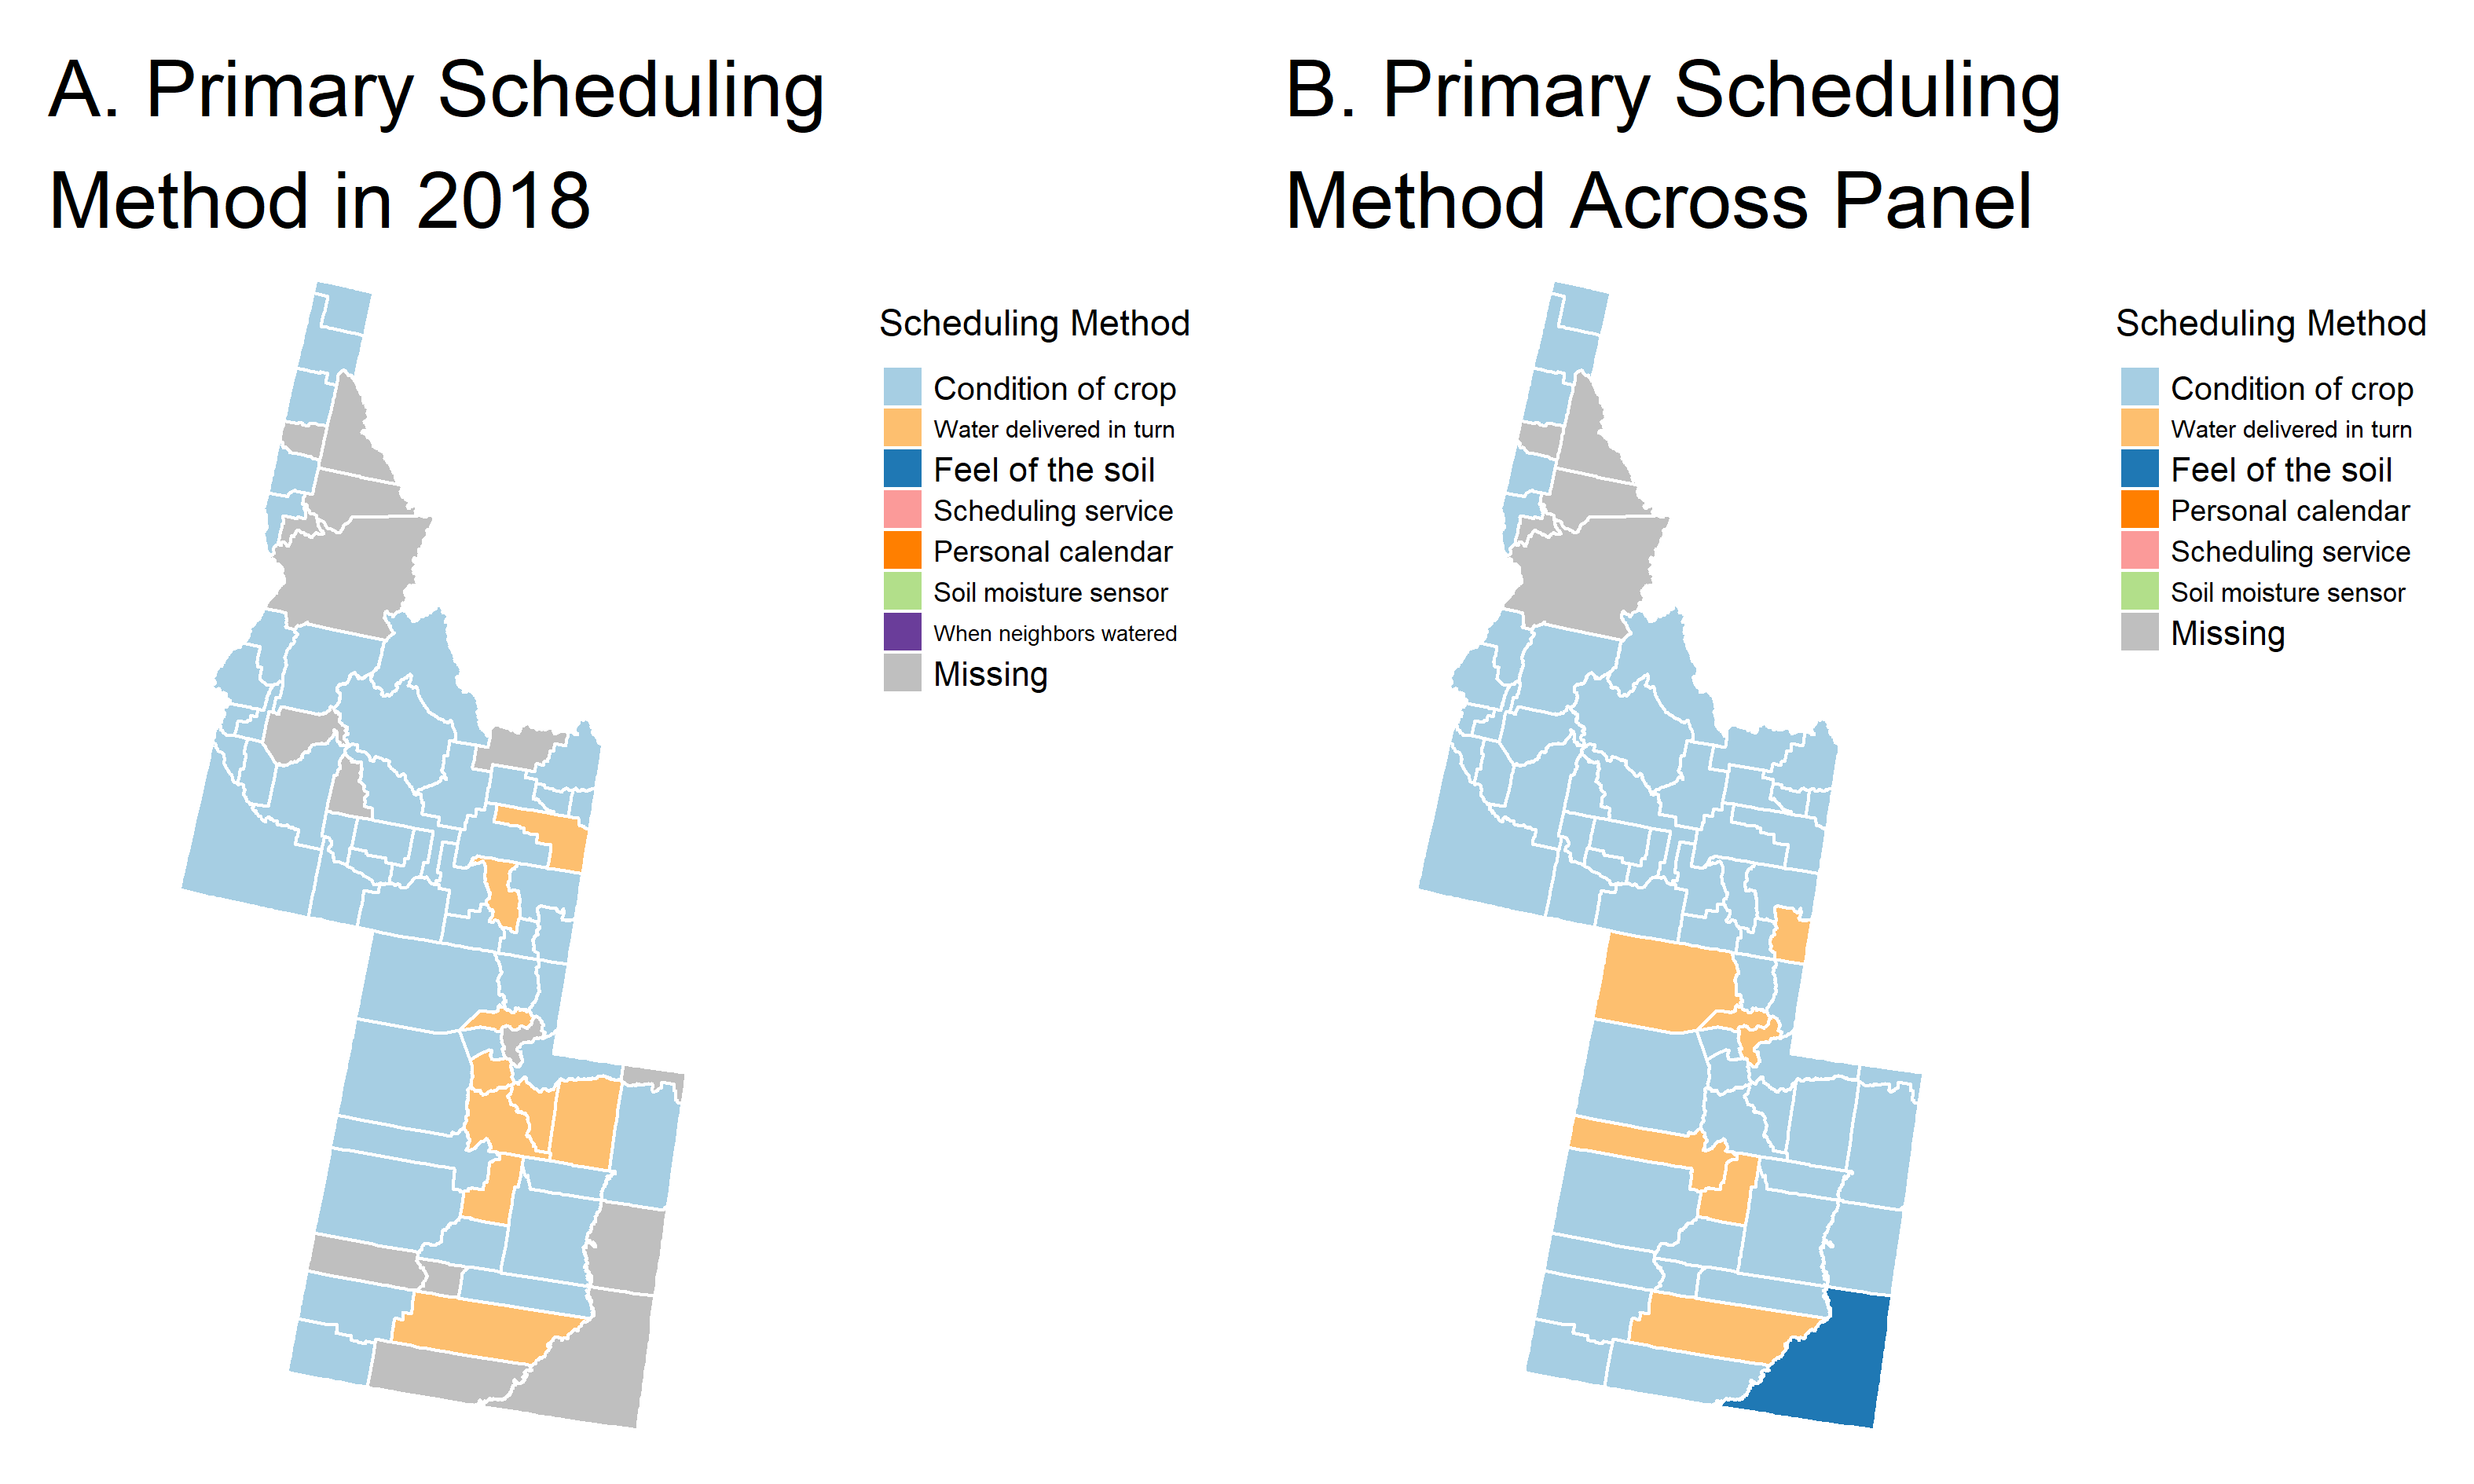 A. Primary Scheduling
Method in 2018
Scheduling Method
Condition of crop
Water delivered in turn
Feel of the soil
Scheduling service
Personal calendar
Soil moisture sensor
When neighbors watered
Missing
B. Primary Scheduling
Method Across Panel
Scheduling Method
Condition of crop
Water delivered in turn
Feel of the soil
Personal calendar
Scheduling service
Soil moisture sensor
Missing